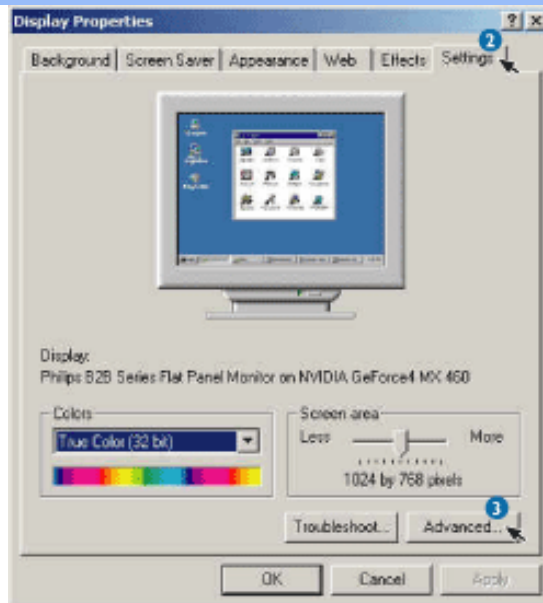 Display Properties
2
Background Screen Saver Appearance Web Effects Settings
Display:
Philips B2B Series Flat Panel Monitor on NVIDIA GeForce4 MX 460
Colors
True Color (32 bit)
Screen area
Less More
1024 by 768 pixels
3
Troubleshoot... Advanced...
OK Cancel Apply